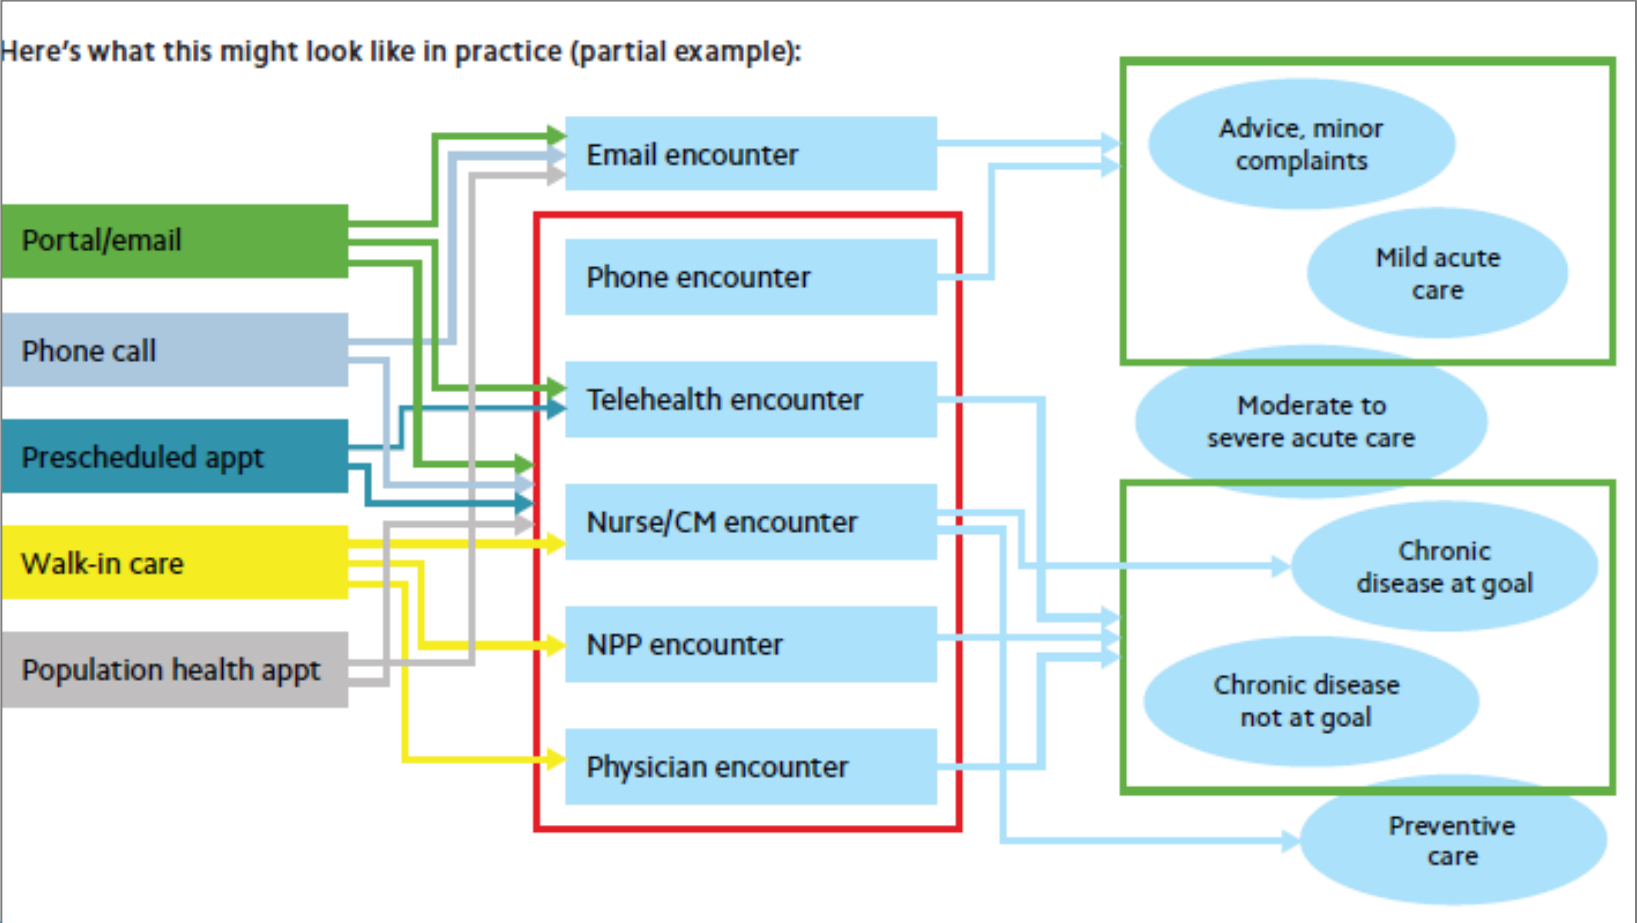 Here's what this might look like in practice (partial example):
Portal/email
Phone call
Prescheduled appt
Walk-in care
Population health appt
Email encounter
Phone encounter
Telehealth encounter
Nurse/CM encounter
NPP encounter
Physician encounter
Advice, minor
complaints
Mild acute
care
Moderate to
severe acute care
Chronic
disease at goal
Chronic disease
not at goal
Preventive
care